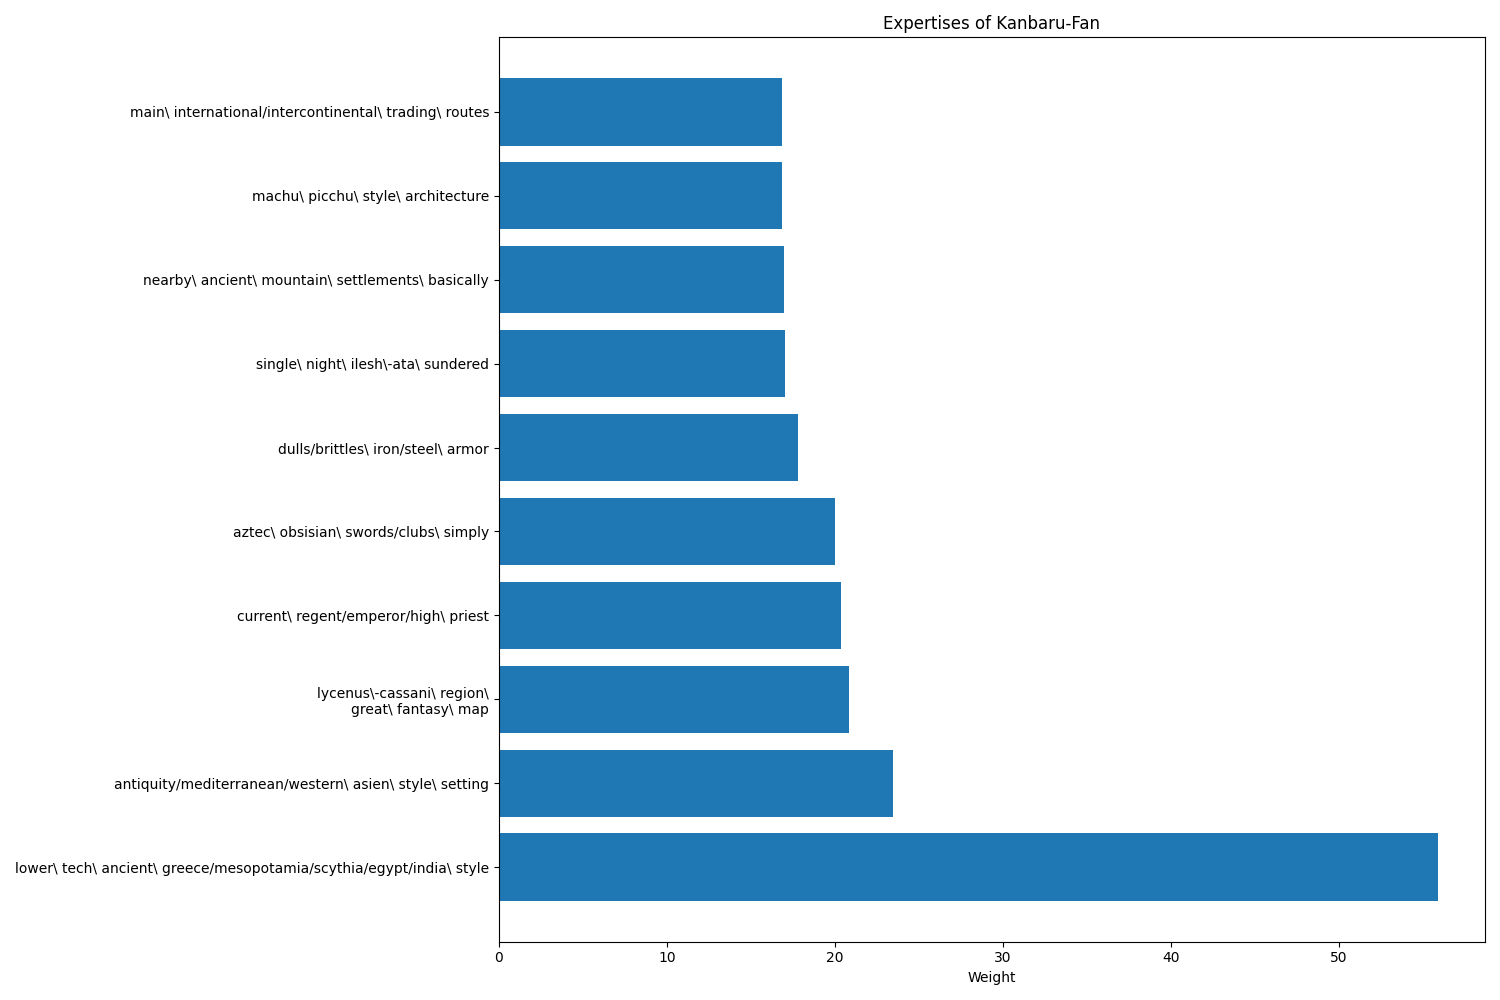 Expertises of Kanbaru-Fan
main\ international/intercontinental\ trading\ routes
machu\ picchu\ style\ architecture
nearby\ ancient\ mountain\ settlements\ basically
single\ night\ ilesh\-ata\ sundered
dulls/brittles\ iron/steel\ armor
aztec\ obsisian\ swords/clubs\ simply
current\ regent/emperor/high\ priest
lycenus\-cassani\ region\
great\ fantasy\ map
antiquity/mediterranean/western\ asien\ style\ setting
lower\ tech\ ancient\ greece/mesopotamia/scythia/egypt/india\ style
0 10 20 30 40 50
Weight